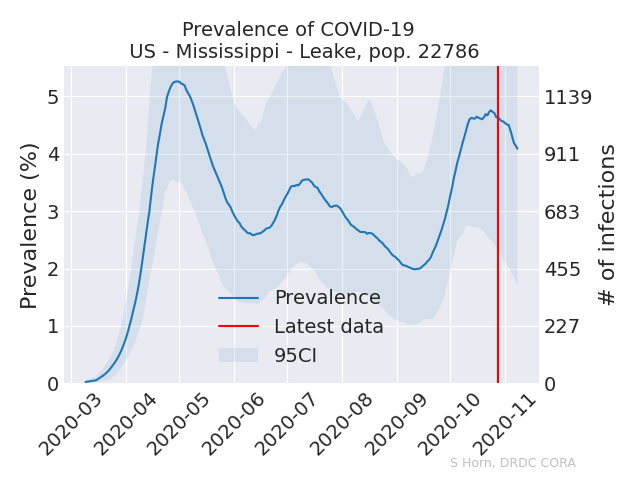 Prevalence of COVID-19
US - Mississippi - Leake, pop. 22786
Prevalence (%)
5
4
3
2
1
0
1139
911
683
455
227
0
# of infections
Prevalence
Latest data
95CI
2020-03
2020-04
2020-05
2020-06
2020-07
2020-08
2020-09
2020-10
2020-11
S Horn, DRDC CORA